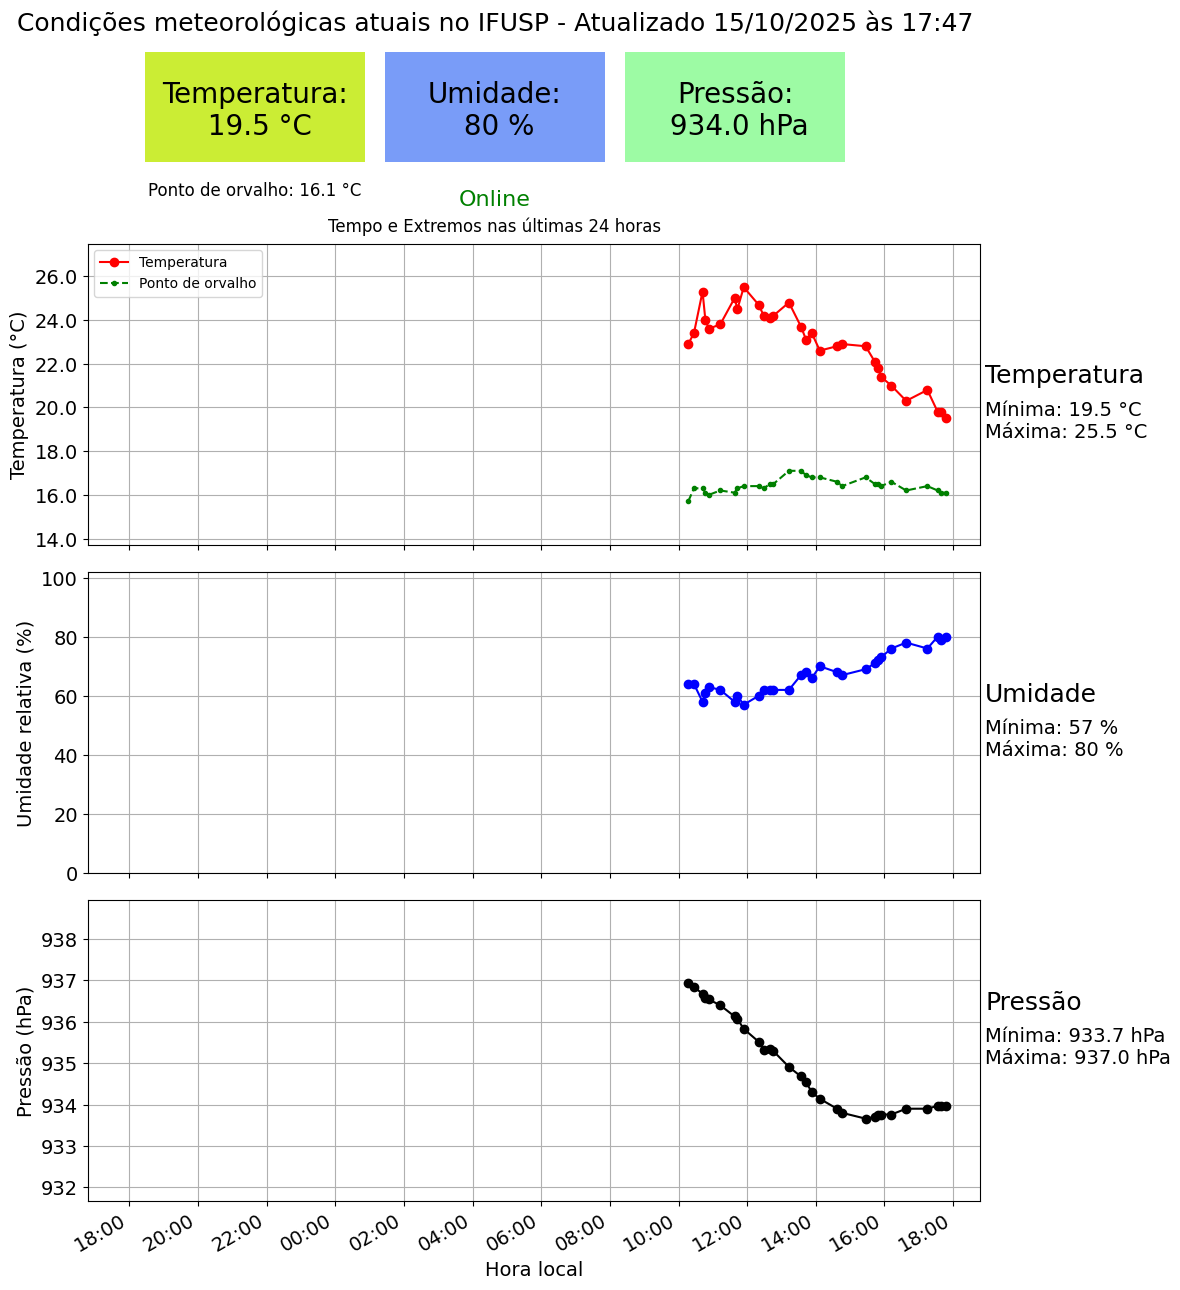 Condições meteorológicas atuais no IFUSP - Atualizado 15/10/2025 às 17:47
Temperatura:
19.5 °C
Umidade:
80 %
Pressão:
934.0 hPa
Ponto de orvalho: 16.1 °C
Online
Tempo e Extremos nas últimas 24 horas
Temperatura
Ponto de orvalho
Temperatura (°C)
26.0
24.0
22.0
20.0
18.0
16.0
14.0
Temperatura
Mínima: 19.5 °C
Máxima: 25.5 °C
Umidade relativa (%)
100
80
60
40
20
0
Umidade
Mínima: 57 %
Máxima: 80 %
Pressão (hPa)
938
937
936
935
934
933
932
Pressão
Mínima: 933.7 hPa
Máxima: 937.0 hPa
18:00
20:00
22:00
00:00
02:00
04:00
06:00
08:00
10:00
12:00
14:00
16:00
18:00
Hora local